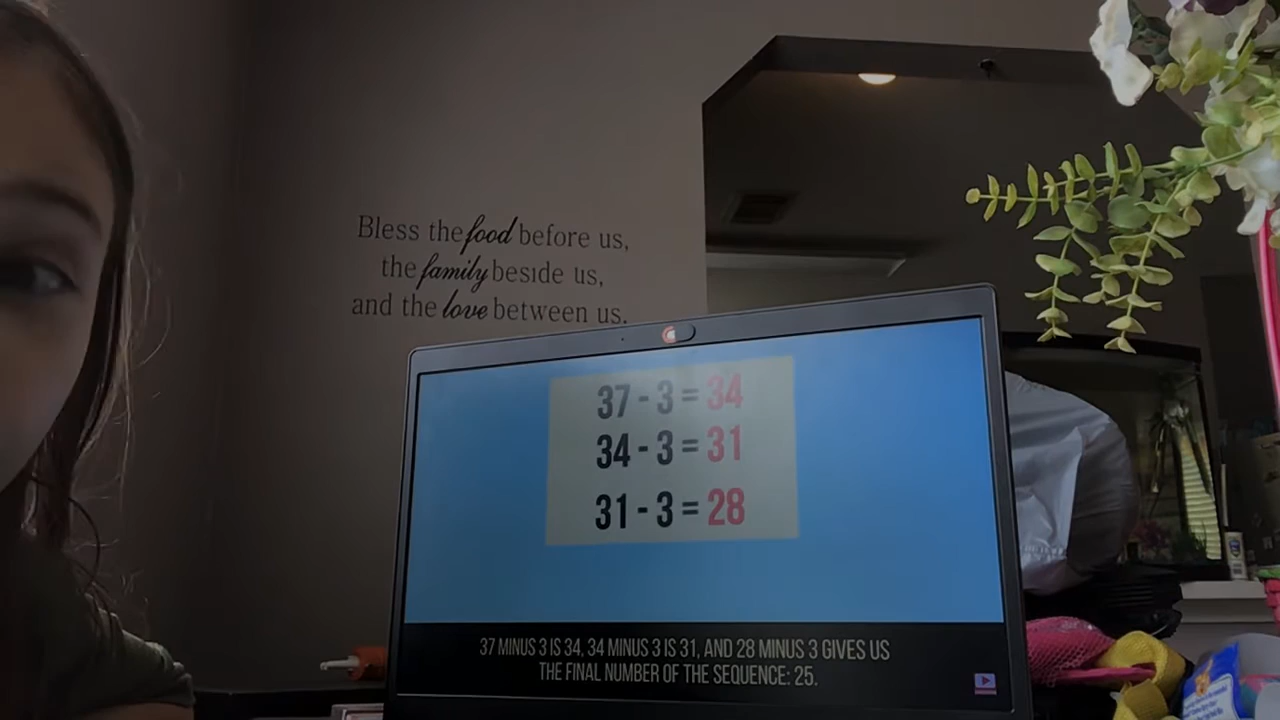 Bless the food before us,
the family beside us,
and the love between us.
37 - 3 = 34
34 - 3 = 31
31 - 3 = 28
37 MINUS 3 IS 34, 34 MINUS 3 IS 31, AND 28 MINUS 3 GIVES US
THE FINAL NUMBER OF THE SEQUENCE: 25.